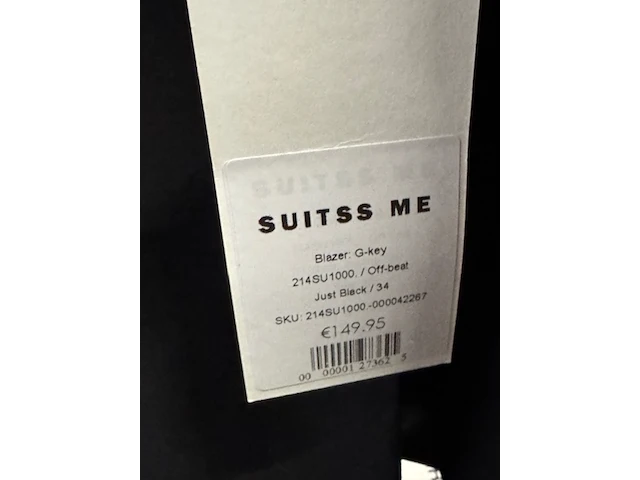 SUITSS ME
Blazer: G-key
214SU1000. / Off-beat
Just Black / 34
SKU: 214SU1000.-000042267
€149.95
00 00001 27362 5